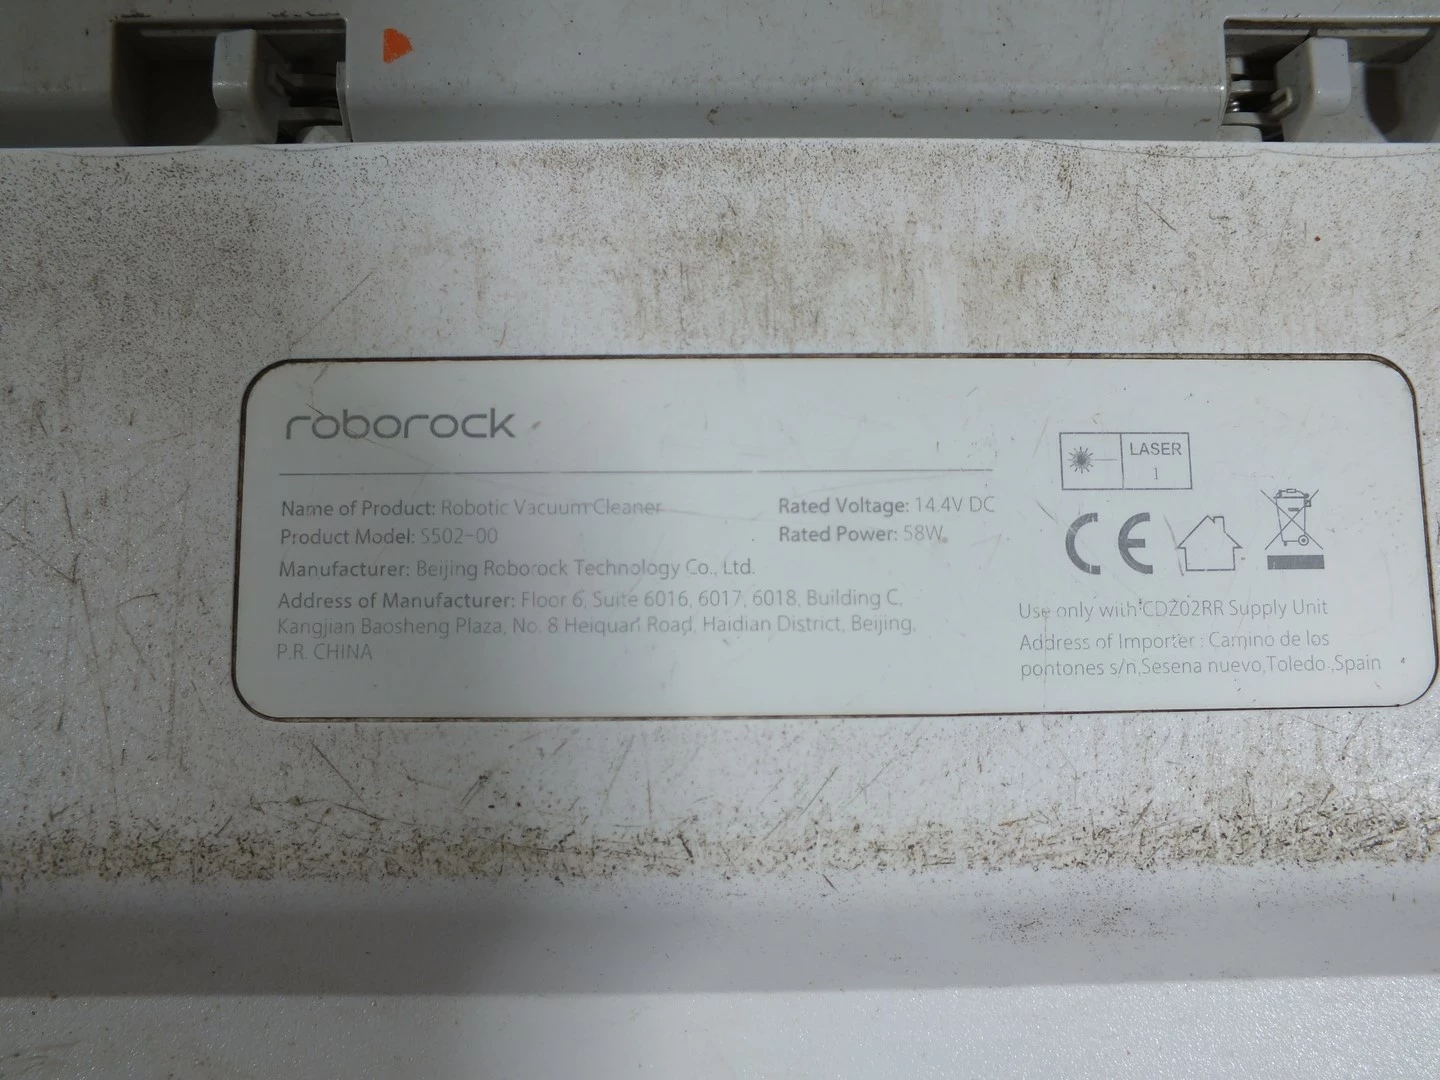 roborock
Name of Product: Robotic Vacuum Cleaner
Rated Voltage: 14.4V DC
Product Model: S502-00
Rated Power: 58W
Manufacturer: Beijing Roborock Technology Co., Ltd.
Address of Manufacturer: Floor 6, Suite 6016, 6017, 6018, Building C,
Kangjian Baosheng Plaza, No. 8 Heiquan Road, Haidian District, Beijing,
P.R. CHINA
LASER
1
CE
Use only with CDZ02RR Supply Unit
Address of Importer : Camino de los
pontones s/n,Sesena nuevo,Toledo.,Spain